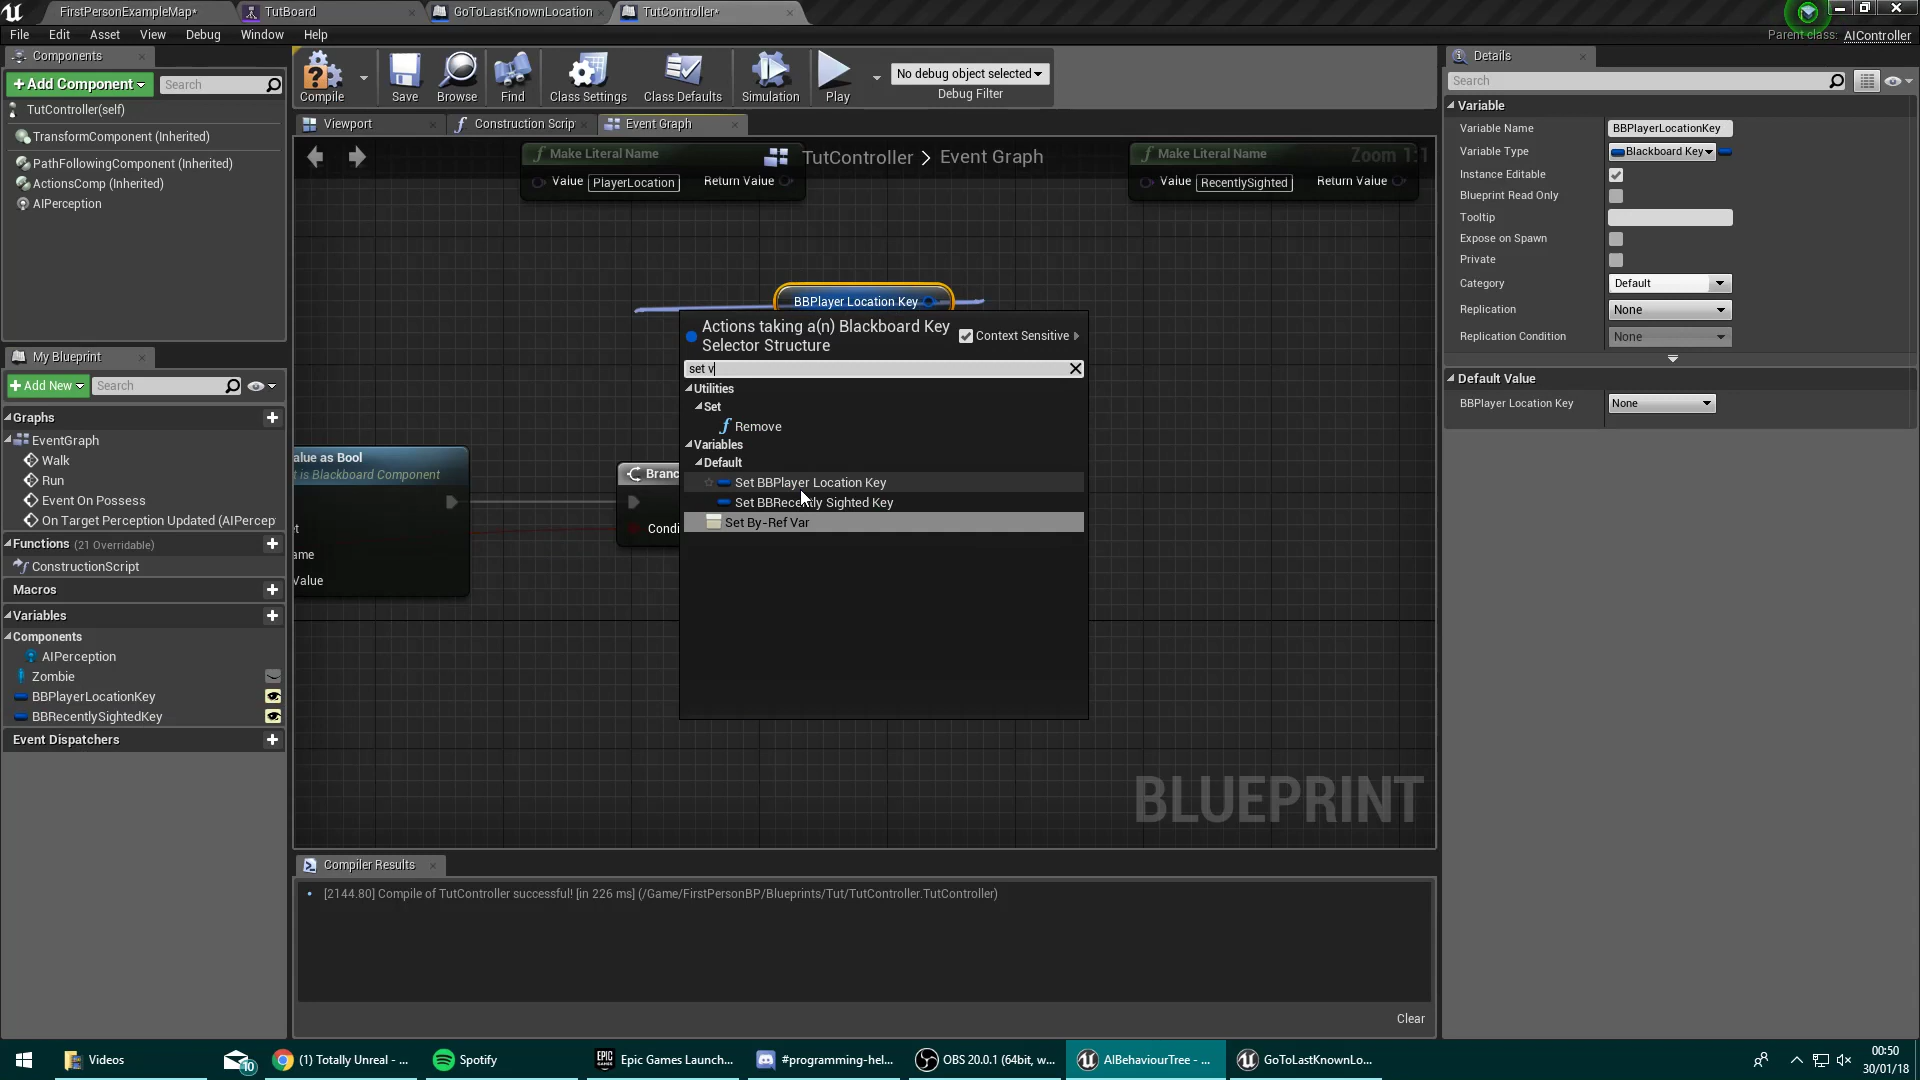 FirstPersonExampleMap*
TutBoard
GoToLastKnownLocation
TutController*
File Edit Asset View Debug Window Help
Parent class: AIController
Components
+Add Component
Search
TutController(self)
TransformComponent (Inherited)
PathFollowingComponent (Inherited)
ActionsComp (Inherited)
AIPerception
My Blueprint
+Add New
Search
Graphs
EventGraph
Walk
Run
Event On Possess
On Target Perception Updated (AIPercep
Functions (21 Overridable)
ConstructionScript
Macros
Variables
Components
AIPerception
Zombie
BBPlayerLocationKey
BBRecentlySightedKey
Event Dispatchers
Compile
Save
Browse
Find
Class Settings
Class Defaults
Simulation
Play
No debug object selected
Debug Filter
Viewport
Construction Scrip
Event Graph
TutController > Event Graph
Zoom 1:1
Make Literal Name
Value PlayerLocation Return Value
Make Literal Name
Value RecentlySighted Return Value
BBPlayer Location Key
Actions taking a(n) Blackboard Key
Selector Structure
Context Sensitive
set v
Utilities
Set
Remove
Variables
Default
Set BBPlayer Location Key
Set BBRecently Sighted Key
Set By-Ref Var
alue as Bool
t is Blackboard Component
et
ame
Value
Branc
Condi
BLUEPRINT
Compiler Results
[2144.80] Compile of TutController successful! [in 226 ms] (/Game/FirstPersonBP/Blueprints/Tut/TutController.TutController)
Clear
Details
Search
Variable
Variable Name BBPlayerLocationKey
Variable Type Blackboard Key
Instance Editable
Blueprint Read Only
Tooltip
Expose on Spawn
Private
Category Default
Replication None
Replication Condition None
Default Value
BBPlayer Location Key None
Videos
10
(1) Totally Unreal - ...
Spotify
EPIC GAMES
Epic Games Launch...
#programming-hel...
OBS 20.0.1 (64bit, w...
AIBehaviourTree - ...
GoToLastKnownLo...
00:50
30/01/18